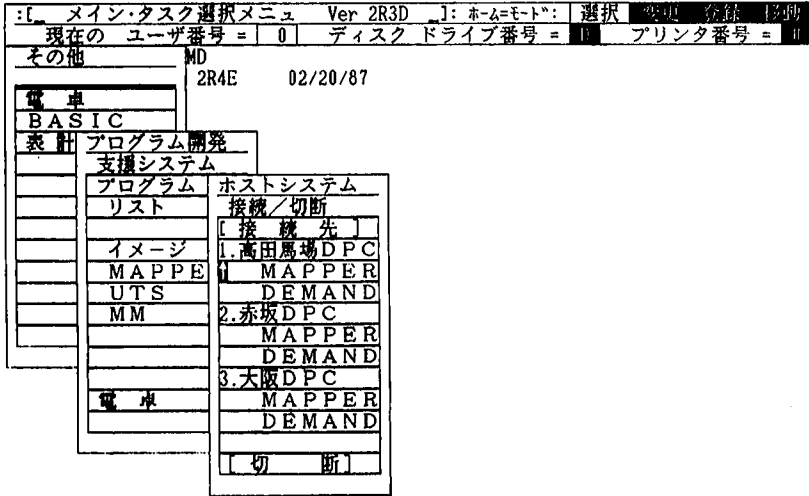 :[_ メイン・タスク選択メニュー Ver 2R3D _]: ホーム=モード: 選択 変更 登録 移動
現在の ユーザ番号 = 0 ディスク ドライブ番号 = プリンタ番号 = 0
その他 MD
2R4E 02/20/87
電 卓
BASIC
表 計 プログラム開発
支援システム
プログラム ホストシステム
リスト 接続/切断
[ 接 続 先 ]
イメージ 1.高田馬場DPC
MAPPE MAPPER
UTS DEMAND
MM 2.赤坂DPC
MAPPER
DEMAND
3.大阪DPC
電 卓 MAPPER
DEMAND
[ 切 断 ]